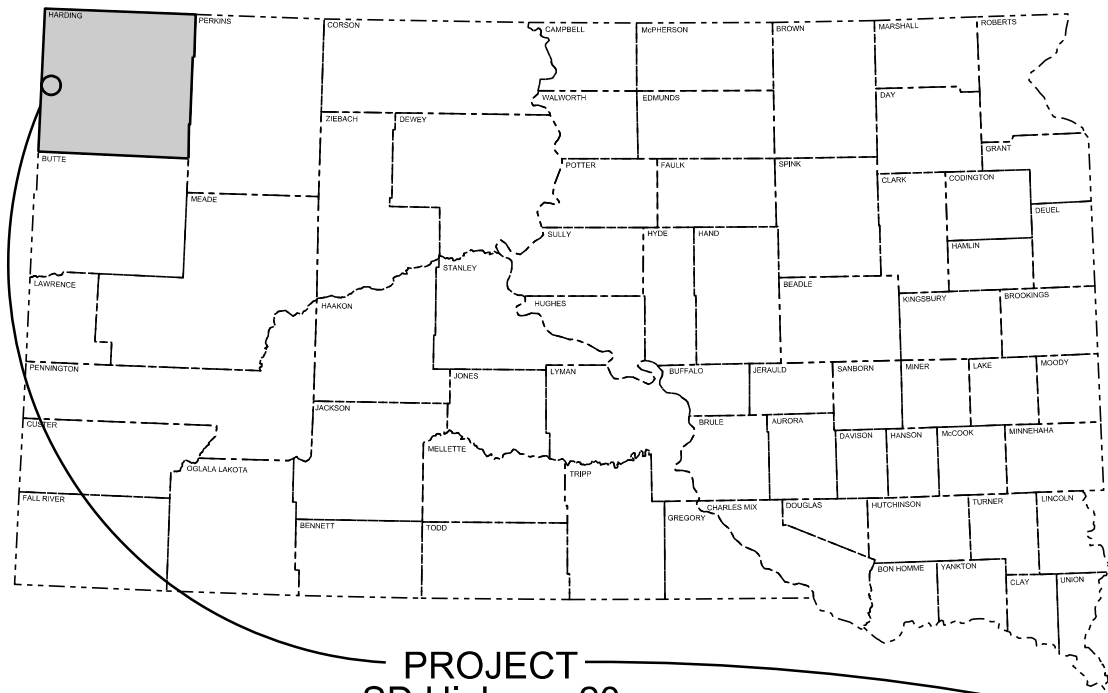 HARDING
PERKINS
CORSON
CAMPBELL
McPHERSON
BROWN
MARSHALL
ROBERTS
WALWORTH
EDMUNDS
DAY
ZIEBACH
DEWEY
BUTTE
POTTER
FAULK
SPINK
GRANT
CLARK
CODINGTON
MEADE
DEUEL
SULLY
HYDE
HAND
HAMLIN
STANLEY
LAWRENCE
BEADLE
HAAKON
HUGHES
KINGSBURY
BROOKINGS
PENNINGTON
JONES
LYMAN
BUFFALO
JERAULD
SANBORN
MINER
LAKE
MOODY
JACKSON
CUSTER
BRULE
AURORA
DAVISON
HANSON
McCOOK
MINNEHAHA
MELLETTE
OGLALA LAKOTA
TRIPP
FALL RIVER
GREGORY
CHARLES MIX
DOUGLAS
HUTCHINSON
TURNER
LINCOLN
BENNETT
TODD
BON HOMME
YANKTON
CLAY
UNION
PROJECT